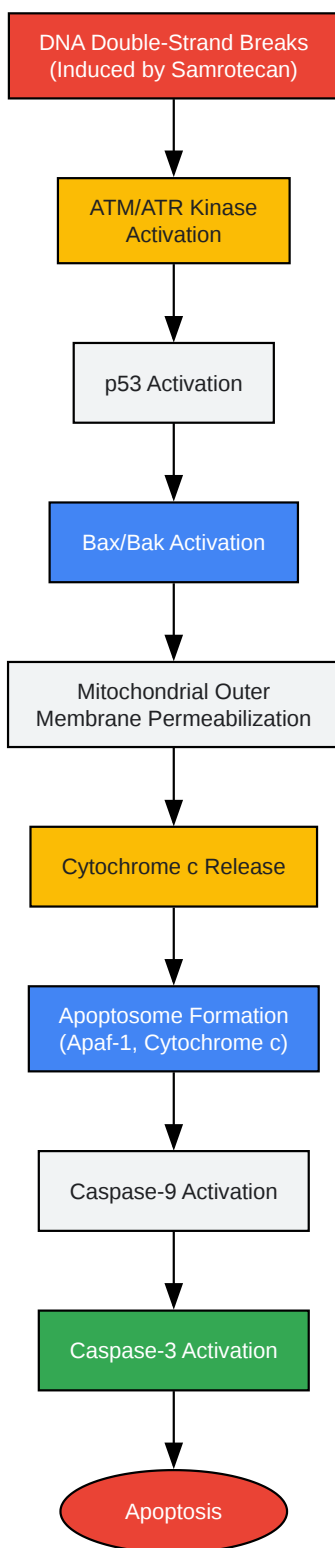 DNA Double-Strand Breaks
(Induced by Samrotecan)
ATM/ATR Kinase
Activation
p53 Activation
Bax/Bak Activation
Mitochondrial Outer
Membrane Permeabilization
Cytochrome c Release
Apoptosome Formation
(Apaf-1, Cytochrome c)
Caspase-9 Activation
Caspase-3 Activation
Apoptosis